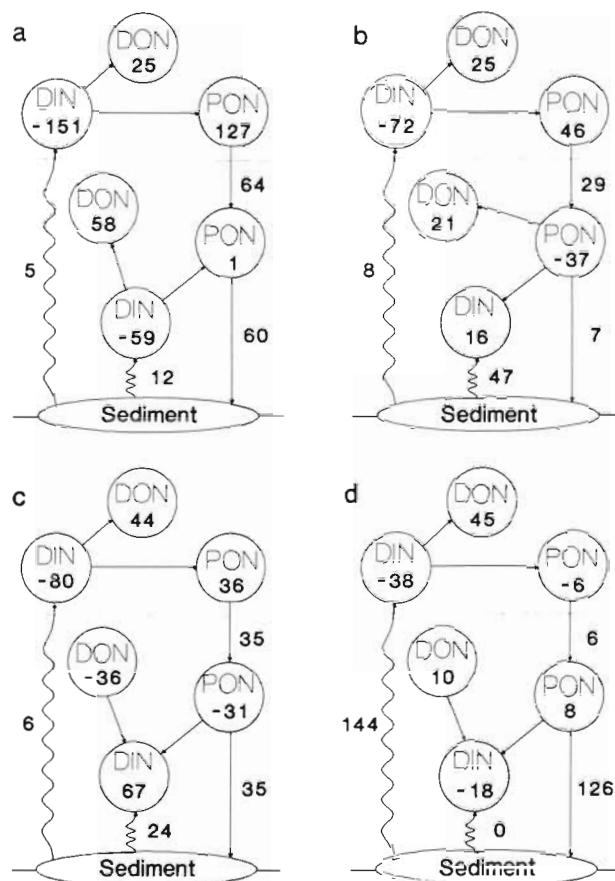 a
DON
25
DIN
-151
PON
127
64
DON
58
PON
1
5
DIN
-59
60
12
Sediment
b
DON
25
DIN
-72
PON
46
29
DON
21
PON
-37
8
DIN
16
7
47
Sediment
c
DON
44
DIN
-80
PON
36
35
DON
-36
PON
-31
6
DIN
67
35
24
Sediment
d
DON
45
DIN
-38
PON
-6
6
DON
10
PON
8
144
DIN
-18
126
0
Sediment